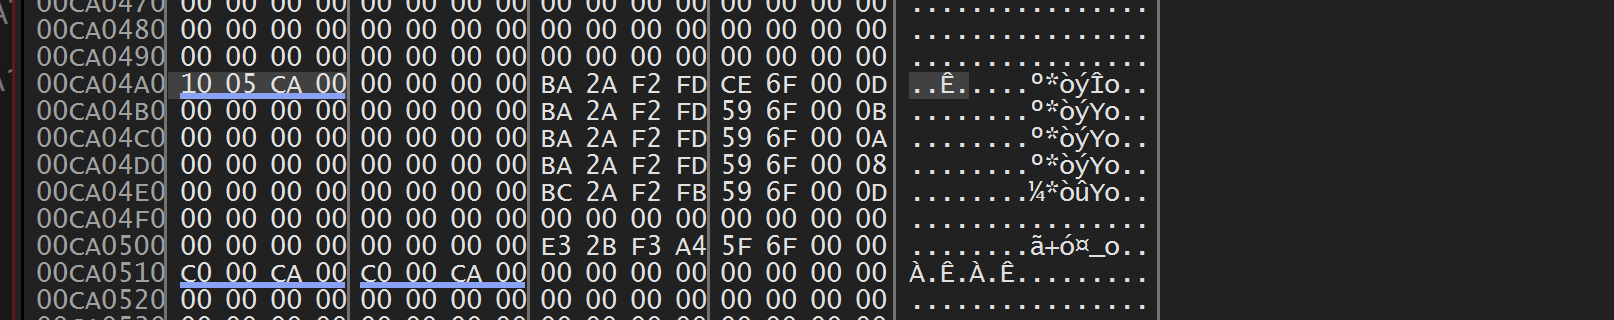 00CA0470 00 00 00 00 00 00 00 00 00 00 00 00 00 00 00 00 ................
00CA0480 00 00 00 00 00 00 00 00 00 00 00 00 00 00 00 00 ................
00CA0490 00 00 00 00 00 00 00 00 00 00 00 00 00 00 00 00 ................
00CA04A0 10 05 CA 00 00 00 00 00 BA 2A F2 FD CE 6F 00 0D ..Ê.....º*òýÎo..
00CA04B0 00 00 00 00 00 00 00 00 BA 2A F2 FD 59 6F 00 0B ........º*òýYo..
00CA04C0 00 00 00 00 00 00 00 00 BA 2A F2 FD 59 6F 00 0A ........º*òýYo..
00CA04D0 00 00 00 00 00 00 00 00 BA 2A F2 FD 59 6F 00 08 ........º*òýYo..
00CA04E0 00 00 00 00 00 00 00 00 BC 2A F2 FB 59 6F 00 0D ........¼*òûYo..
00CA04F0 00 00 00 00 00 00 00 00 00 00 00 00 00 00 00 00 ................
00CA0500 00 00 00 00 00 00 00 00 E3 2B F3 A4 5F 6F 00 00 ........ã+ó¤_o..
00CA0510 C0 00 CA 00 C0 00 CA 00 00 00 00 00 00 00 00 00 À.Ê.À.Ê.........
00CA0520 00 00 00 00 00 00 00 00 00 00 00 00 00 00 00 00 ................